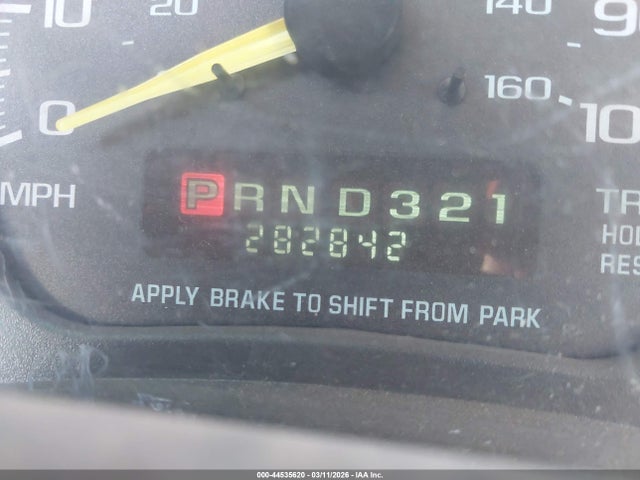 10 20 140
0 160 10
MPH
PRND321
282842
APPLY BRAKE TO SHIFT FROM PARK
000-44535620 - 03/11/2026 - IAA Inc.